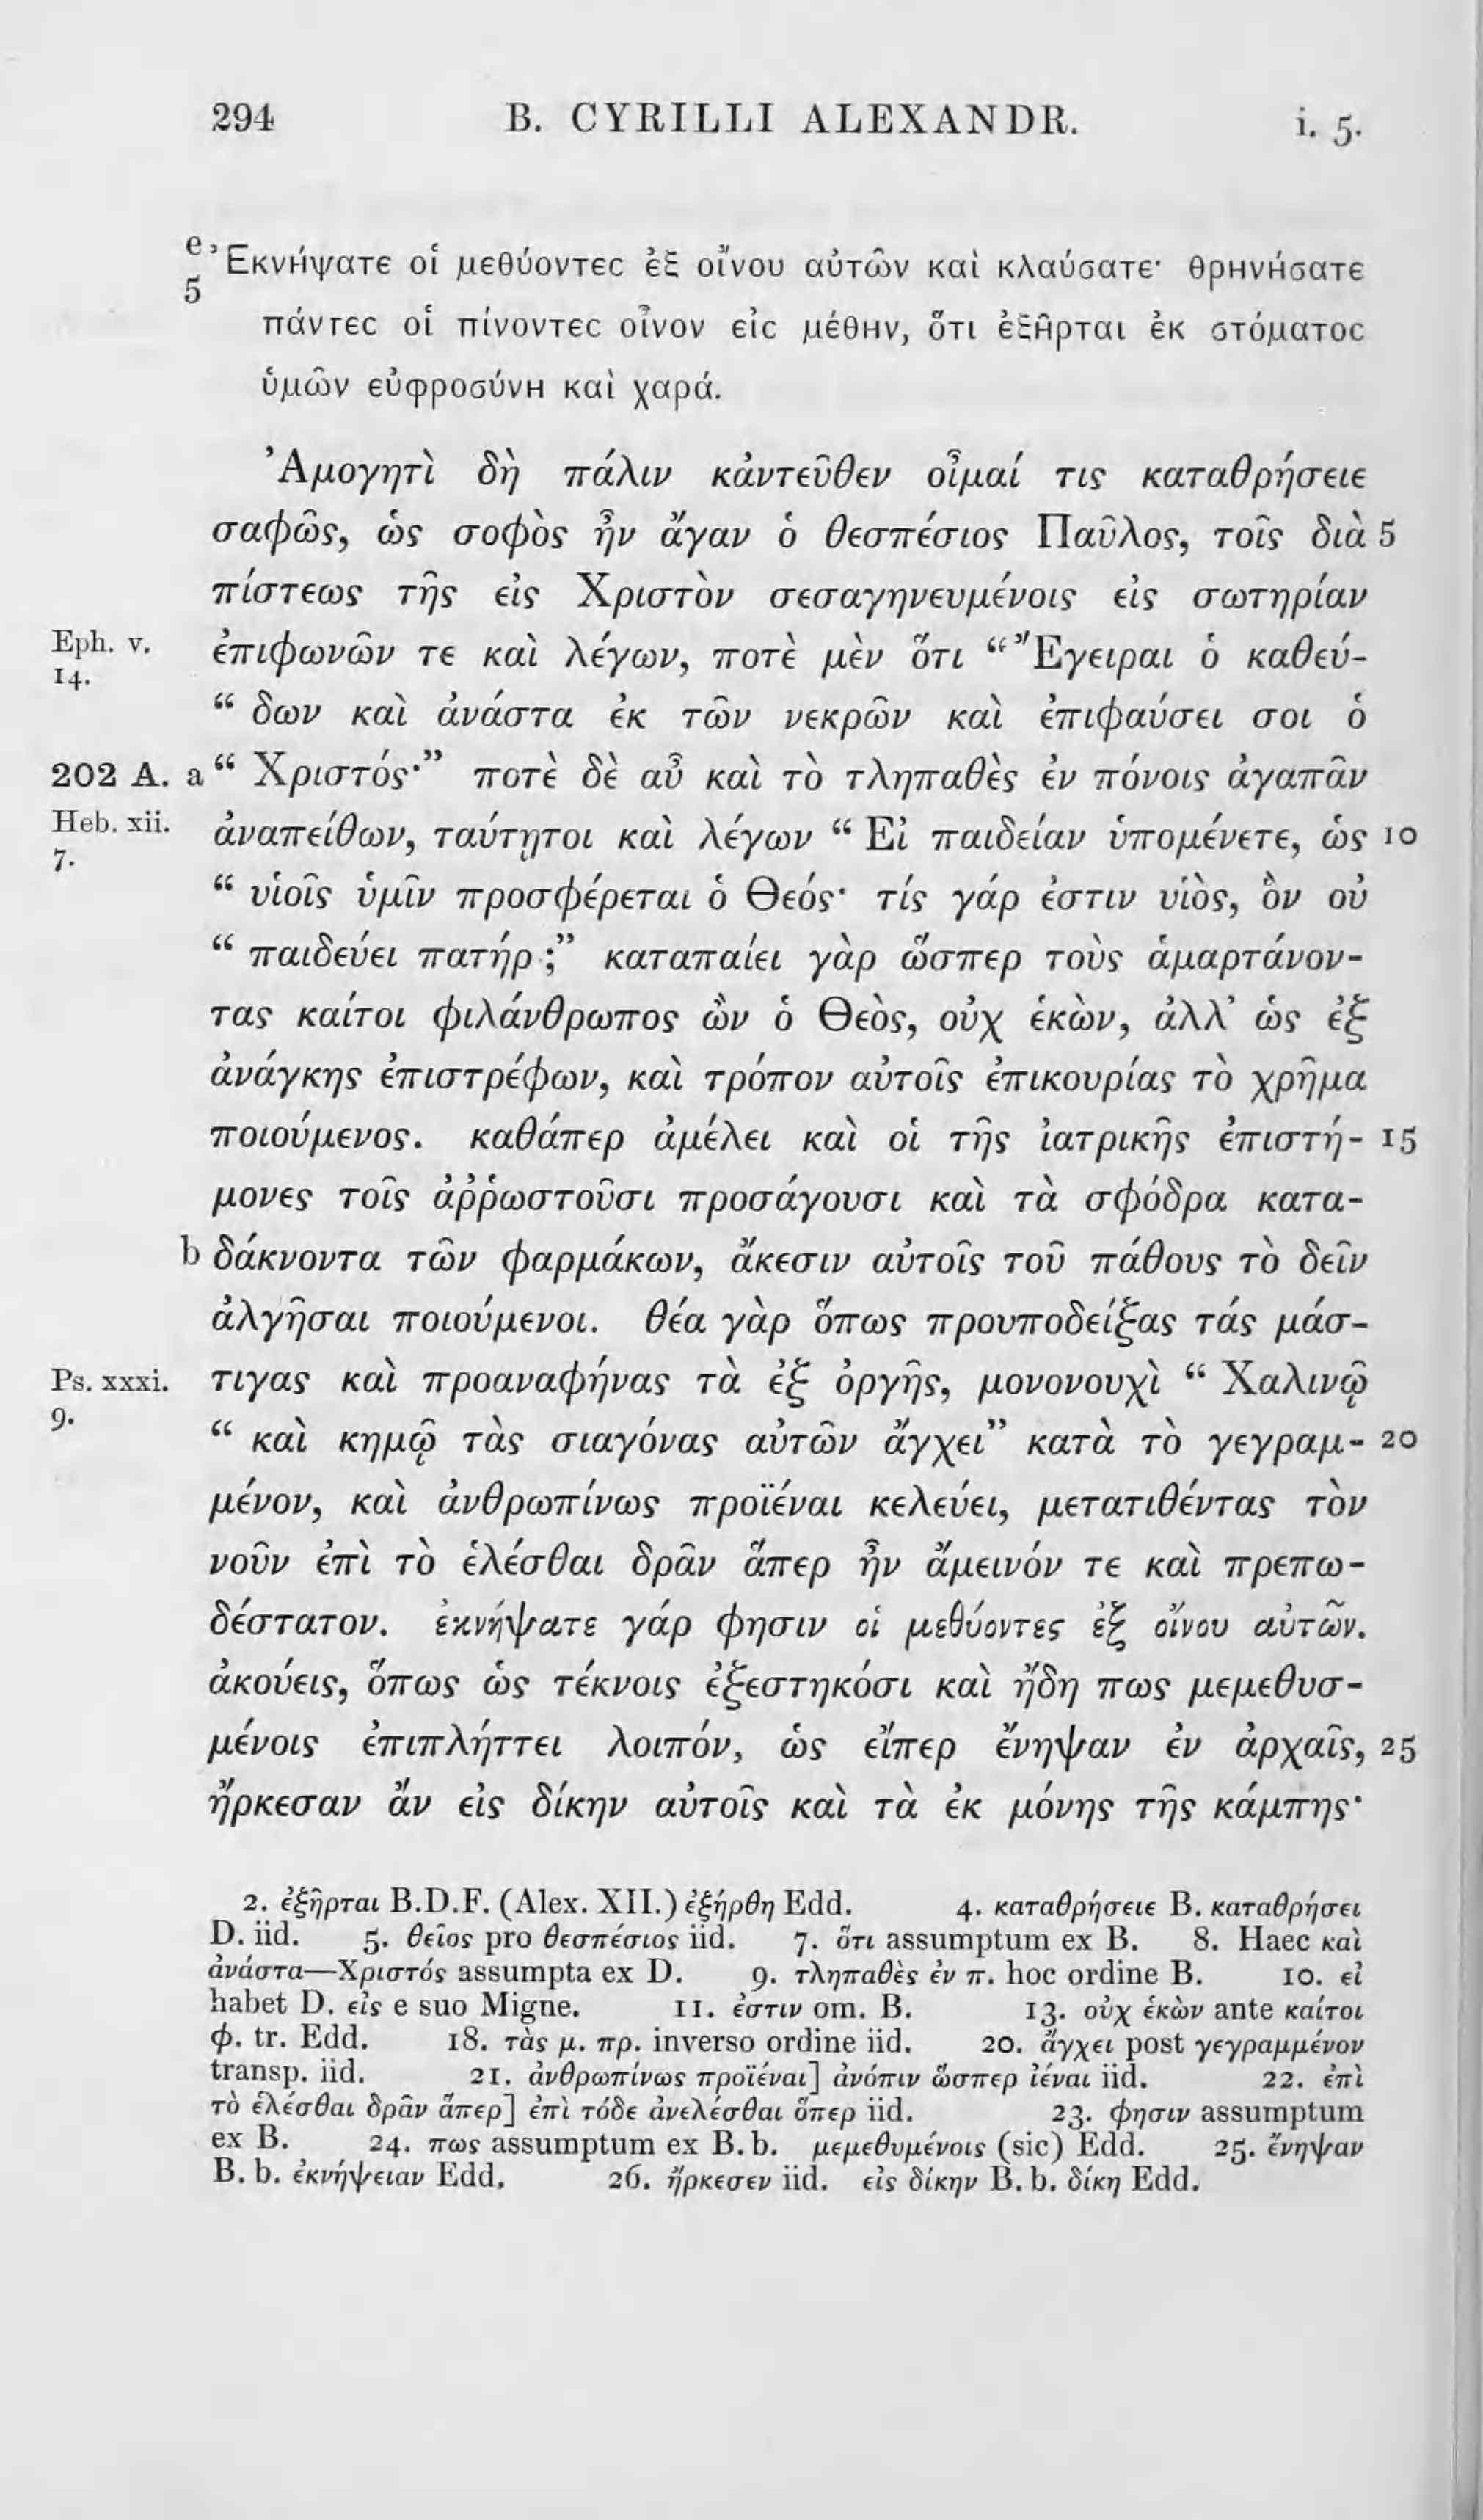 294 B. CYRILLI ALEXANDR. i. 5.
e 5 Ἐκνήψατε οἱ μεθύοντες ἐξ οἴνου αὐτῶν καὶ κλαύσατε· θρηνήσατε
πάντες οἱ πίνοντες οἶνον εἰς μέθην, ὅτι ἐξῆρται ἐκ στόματος
ὑμῶν εὐφροσύνη καὶ χαρά.
Ἀμογητὶ δὴ πάλιν κἀντεῦθεν οἶμαί τις καταθρήσειε
σαφῶς, ὡς σοφὸς ἦν ἄγαν ὁ θεσπέσιος Παῦλος, τοῖς διὰ 5
πίστεως τῆς εἰς Χριστὸν σεσαγηνευμένοις εἰς σωτηρίαν
Eph. v. 14. ἐπιφωνῶν τε καὶ λέγων, ποτὲ μὲν ὅτι “Ἔγειραι ὁ καθεύ-
“ δων καὶ ἀνάστα ἐκ τῶν νεκρῶν καὶ ἐπιφαύσει σοι ὁ
202 A. a “ Χριστός·” ποτὲ δὲ αὖ καὶ τὸ τληπαθὲς ἐν πόνοις ἀγαπᾶν
Heb. xii. 7. ἀναπείθων, ταύτῃτοι καὶ λέγων “ Εἰ παιδείαν ὑπομένετε, ὡς 10
“ υἱοῖς ὑμῖν προσφέρεται ὁ Θεός· τίς γάρ ἐστιν υἱὸς, ὃν οὐ
“ παιδεύει πατήρ ;” καταπαίει γὰρ ὥσπερ τοὺς ἁμαρτάνον-
τας καίτοι φιλάνθρωπος ὢν ὁ Θεὸς, οὐχ ἑκὼν, ἀλλ’ ὡς ἐξ
ἀνάγκης ἐπιστρέφων, καὶ τρόπον αὐτοῖς ἐπικουρίας τὸ χρῆμα
ποιούμενος. καθάπερ ἀμέλει καὶ οἱ τῆς ἰατρικῆς ἐπιστή- 15
μονες τοῖς ἀῤῥωστοῦσι προσάγουσι καὶ τὰ σφόδρα κατα-
b δάκνοντα τῶν φαρμάκων, ἄκεσιν αὐτοῖς τοῦ πάθους τὸ δεῖν
ἀλγῆσαι ποιούμενοι. θέα γὰρ ὅπως προυποδείξας τάς μάσ-
Ps. xxxi. 9. τιγας καὶ προαναφήνας τὰ ἐξ ὀργῆς, μονονουχὶ “ Χαλινῷ
“ καὶ κημῷ τὰς σιαγόνας αὐτῶν ἄγχει” κατὰ τὸ γεγραμ- 20
μένον, καὶ ἀνθρωπίνως προϊέναι κελεύει, μετατιθέντας τὸν
νοῦν ἐπὶ τὸ ἑλέσθαι δρᾶν ἅπερ ἦν ἄμεινόν τε καὶ πρεπω-
δέστατον. ἐκνήψατε γάρ φησιν οἱ μεθύοντες ἐξ οἴνου αὐτῶν.
ἀκούεις, ὅπως ὡς τέκνοις ἐξεστηκόσι καὶ ἤδη πως μεμεθυσ-
μένοις ἐπιπλήττει λοιπόν, ὡς εἴπερ ἔνηψαν ἐν ἀρχαῖς, 25
ἤρκεσαν ἂν εἰς δίκην αὐτοῖς καὶ τὰ ἐκ μόνης τῆς κάμπης·
2. ἐξῆρται B.D.F. (Alex. XII.) ἐξήρθη Edd. 4. καταθρήσειε B. καταθρήσει
D. iid. 5. θεῖος pro θεσπέσιος iid. 7. ὅτι assumptum ex B. 8. Haec καὶ
ἀνάστα—Χριστός assumpta ex D. 9. τληπαθὲς ἐν π. hoc ordine B. 10. εἰ
habet D. εἰς e suo Migne. 11. ἐστιν om. B. 13. οὐχ ἑκὼν ante καίτοι
φ. tr. Edd. 18. τὰς μ. πρ. inverso ordine iid. 20. ἄγχει post γεγραμμένον
transp. iid. 21. ἀνθρωπίνως προϊέναι] ἀνόπιν ὥσπερ ἰέναι iid. 22. ἐπὶ
τὸ ἑλέσθαι δρᾶν ἅπερ] ἐπὶ τόδε ἀνελέσθαι ὅπερ iid. 23. φησιν assumptum
ex B. 24. πως assumptum ex B. b. μεμεθυμένοις (sic) Edd. 25. ἔνηψαν
B. b. ἐκνήψειαν Edd. 26. ἤρκεσεν iid. εἰς δίκην B. b. δίκη Edd.